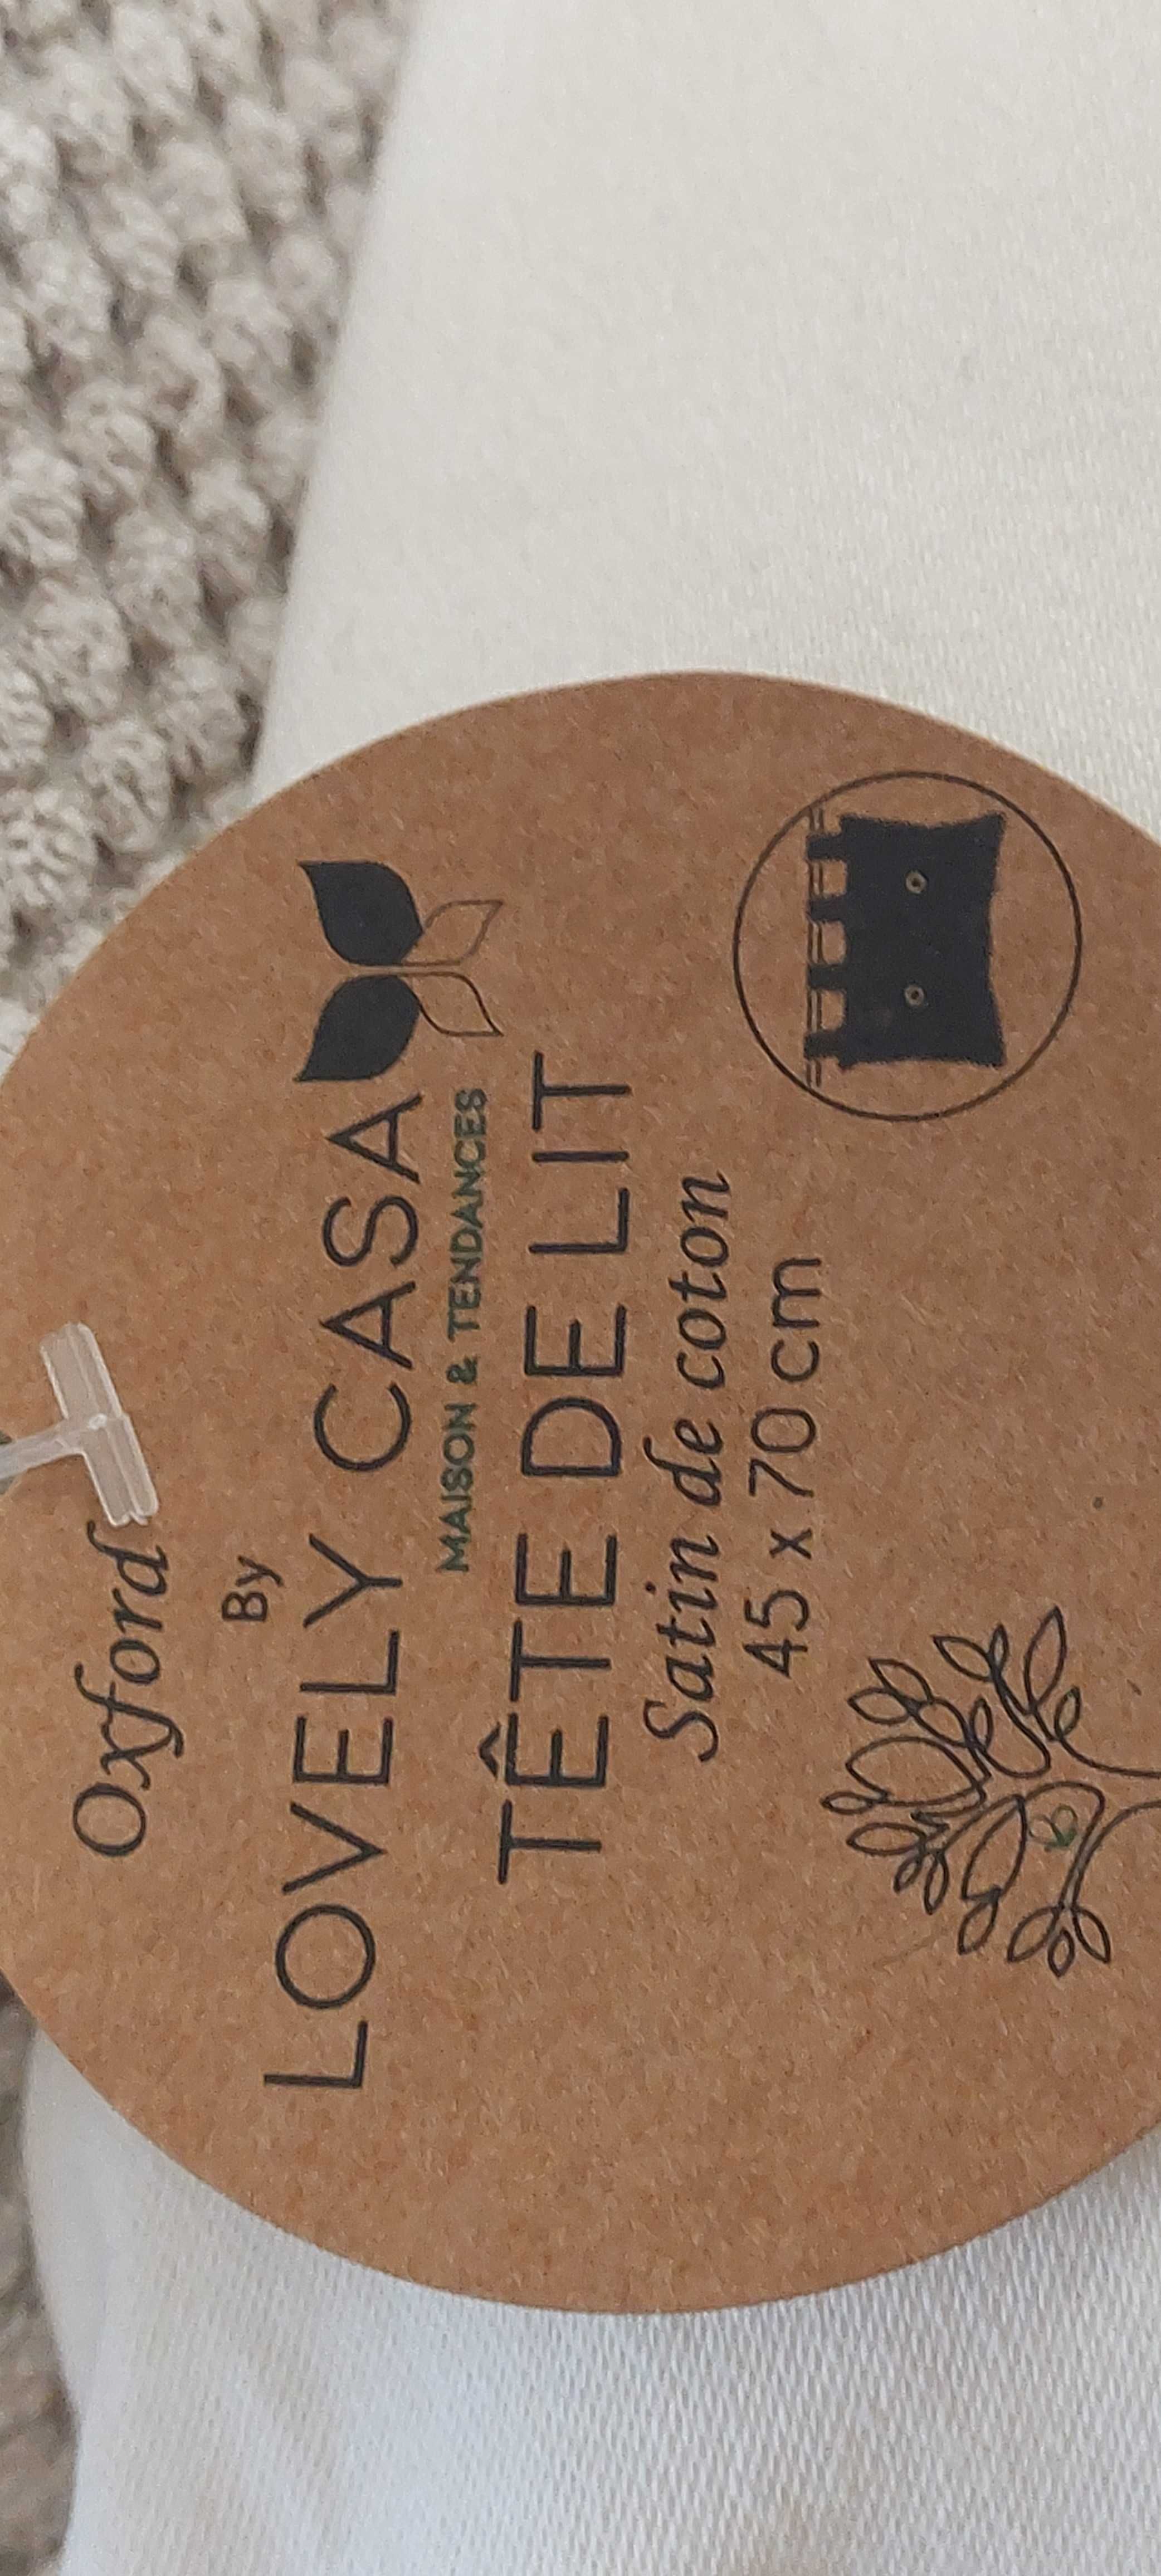 Oxford
By
LOVELY CASA
MAISON & TENDANCES
TÊTE DE LIT
Satin de coton
45 x 70 cm